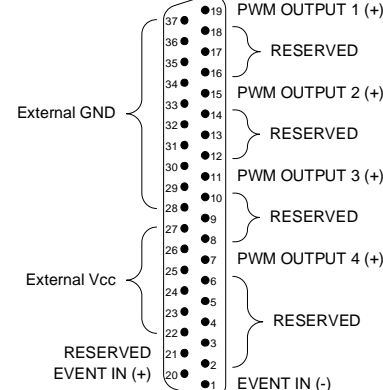 19 PWM OUTPUT 1 (+)
37
18
36
17 RESERVED
35
16
34
15 PWM OUTPUT 2 (+)
33
14
External GND 32
13 RESERVED
31
12
30
11 PWM OUTPUT 3 (+)
29
10
28
9 RESERVED
27
8
26
7 PWM OUTPUT 4 (+)
25
6
External Vcc 24
5
23
4 RESERVED
22
3
RESERVED 21
2
EVENT IN (+) 20
1 EVENT IN (-)